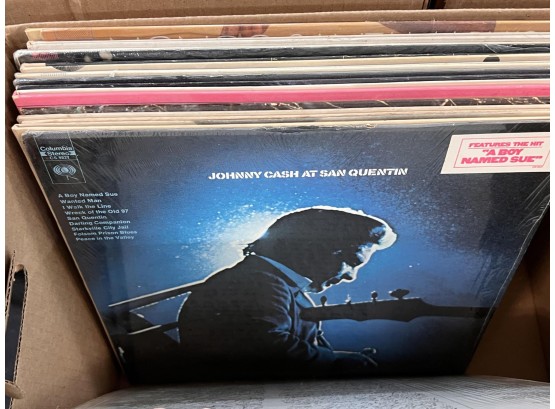 Columbia
Stereo
CS 9827
JOHNNY CASH AT SAN QUENTIN
FEATURES THE HIT
"A BOY
NAMED SUE"
A Boy Named Sue
Wanted Man
I Walk the Line
Wreck of the Old 97
San Quentin
Darling Companion
Starkville City Jail
Folsom Prison Blues
Peace in the Valley